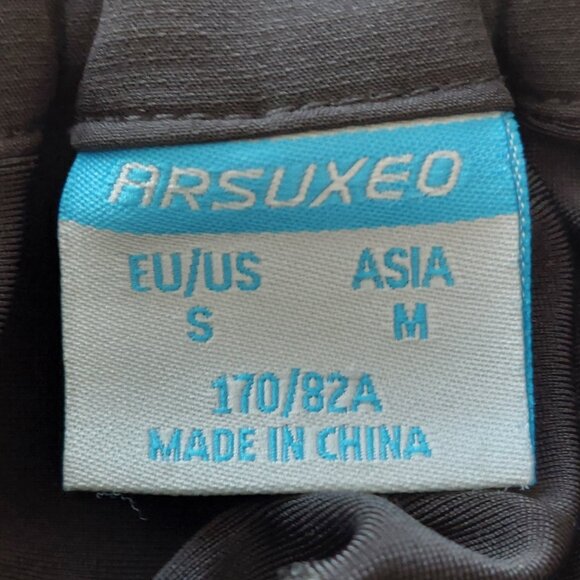 ARSUXEO
EU/US ASIA
S M
170/82A
MADE IN CHINA